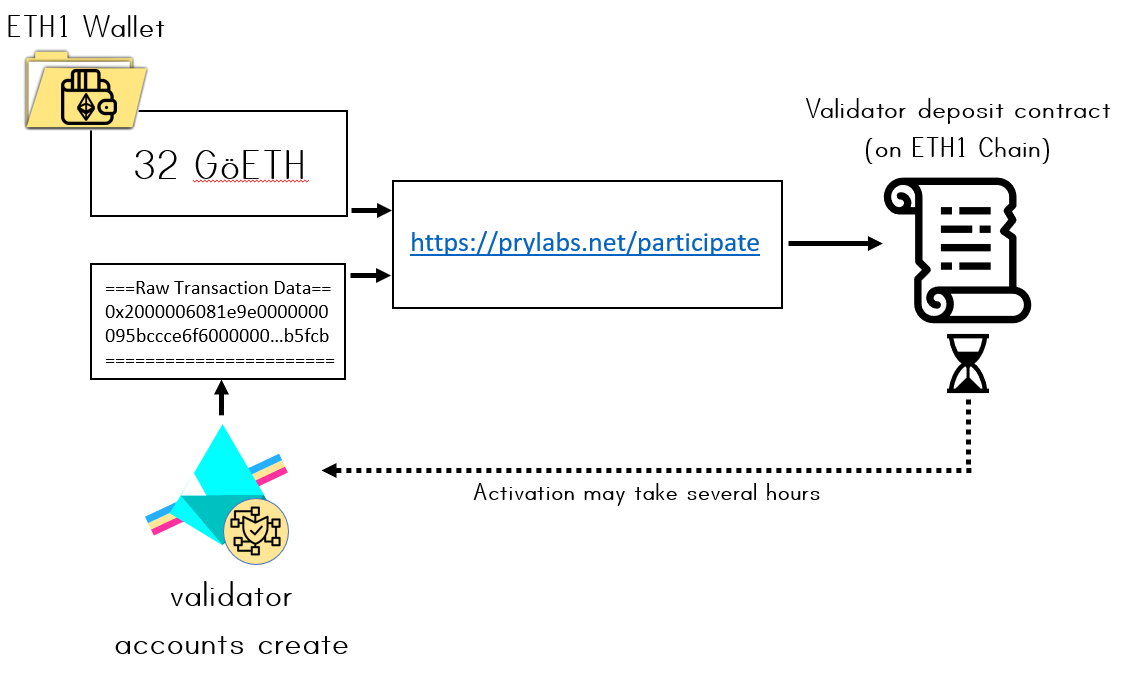 ETH1 Wallet
32 GöETH
Validator deposit contract
(on ETH1 Chain)
https://prylabs.net/participate
===Raw Transaction Data==
0x2000006081e9e0000000
095bccce6f6000000...b5fcb
=======================
Activation may take several hours
validator
accounts create